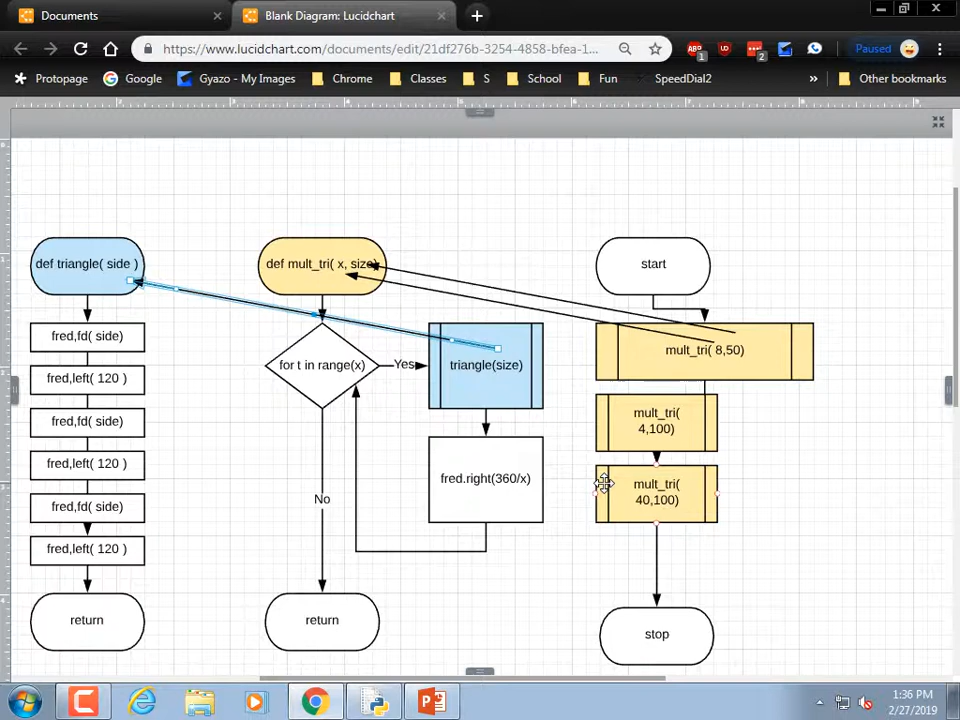 Documents
Blank Diagram: Lucidchart
https://www.lucidchart.com/documents/edit/21df276b-3254-4858-bfea-1...
ABP
1
2
Paused
Protopage
Google
Gyazo - My Images
Chrome
Classes
S
School
Fun
SpeedDial2
»
Other bookmarks
def triangle( side )
def mult_tri( x, size)
start
fred,fd( side)
for t in range(x)
Yes
triangle(size)
mult_tri( 8,50)
fred,left( 120 )
fred,fd( side)
mult_tri(
4,100)
fred,left( 120 )
fred.right(360/x)
mult_tri(
40,100)
No
fred,fd( side)
fred,left( 120 )
return
return
stop
1:36 PM
2/27/2019